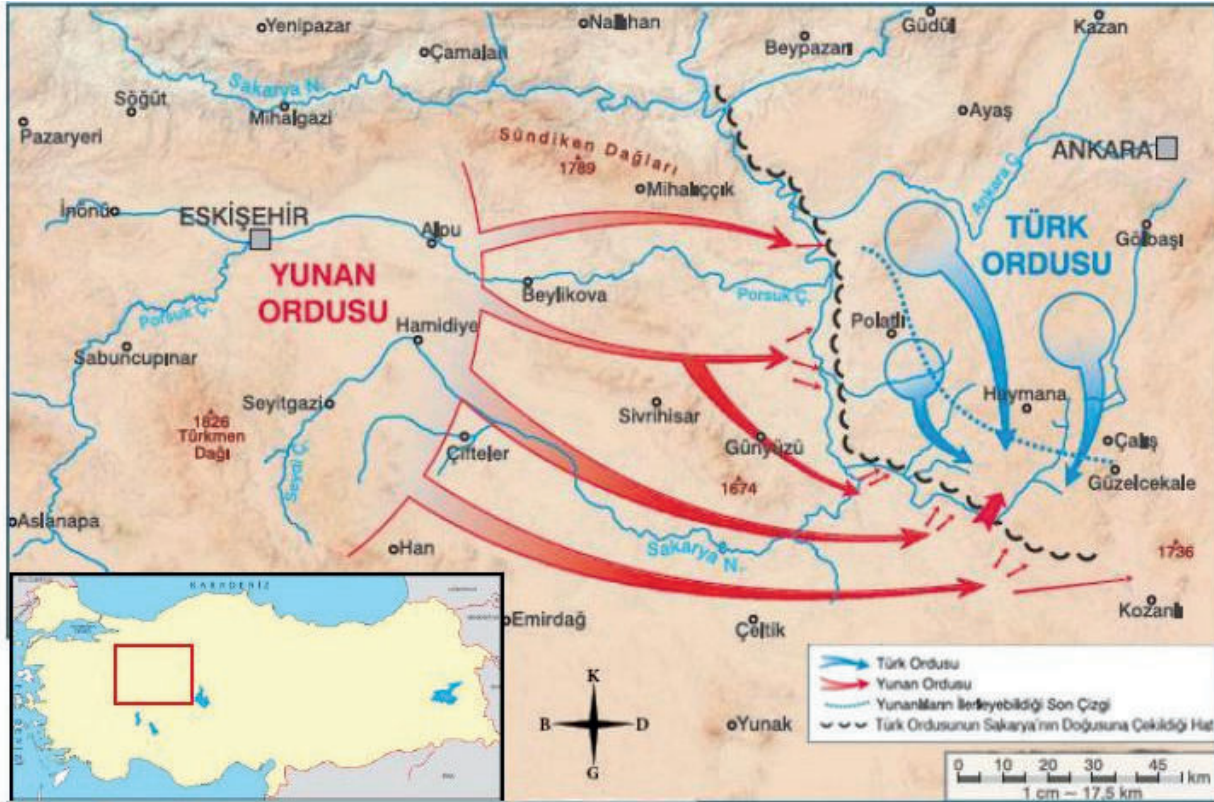 Yenipazar
Nallıhan
Güdül
Kazan
Çamalan
Beypazarı
Sakarya N.
Söğüt
Mihalgazi
Ayaş
Pazaryeri
Sündiken Dağları
1789
ANKARA
Mihalıççık
Ankara Ç.
İnönü
ESKİŞEHİR
Alpu
TÜRK
ORDUSU
Gölbaşı
YUNAN
ORDUSU
Beylikova
Porsuk Ç.
Porsuk Ç.
Polatlı
Hamidiye
Sabuncupınar
Seyitgazi
Sivrihisar
Haymana
1826
Türkmen
Dağı
Çifteler
Günyüzü
Çalış
Seydi Ç.
1674
Güzelcekale
Aslanapa
Han
Sakarya N.
1736
Kozanlı
KARADENİZ
Emirdağ
Çeltik
Türk Ordusu
Yunan Ordusu
Yunanlıların İlerleyebildiği Son Çizgi
Türk Ordusunun Sakarya'nın Doğusuna Çekildiği Hat
K
B D
G
Yunak
0 10 20 30 45 km
1 cm — 17,5 km